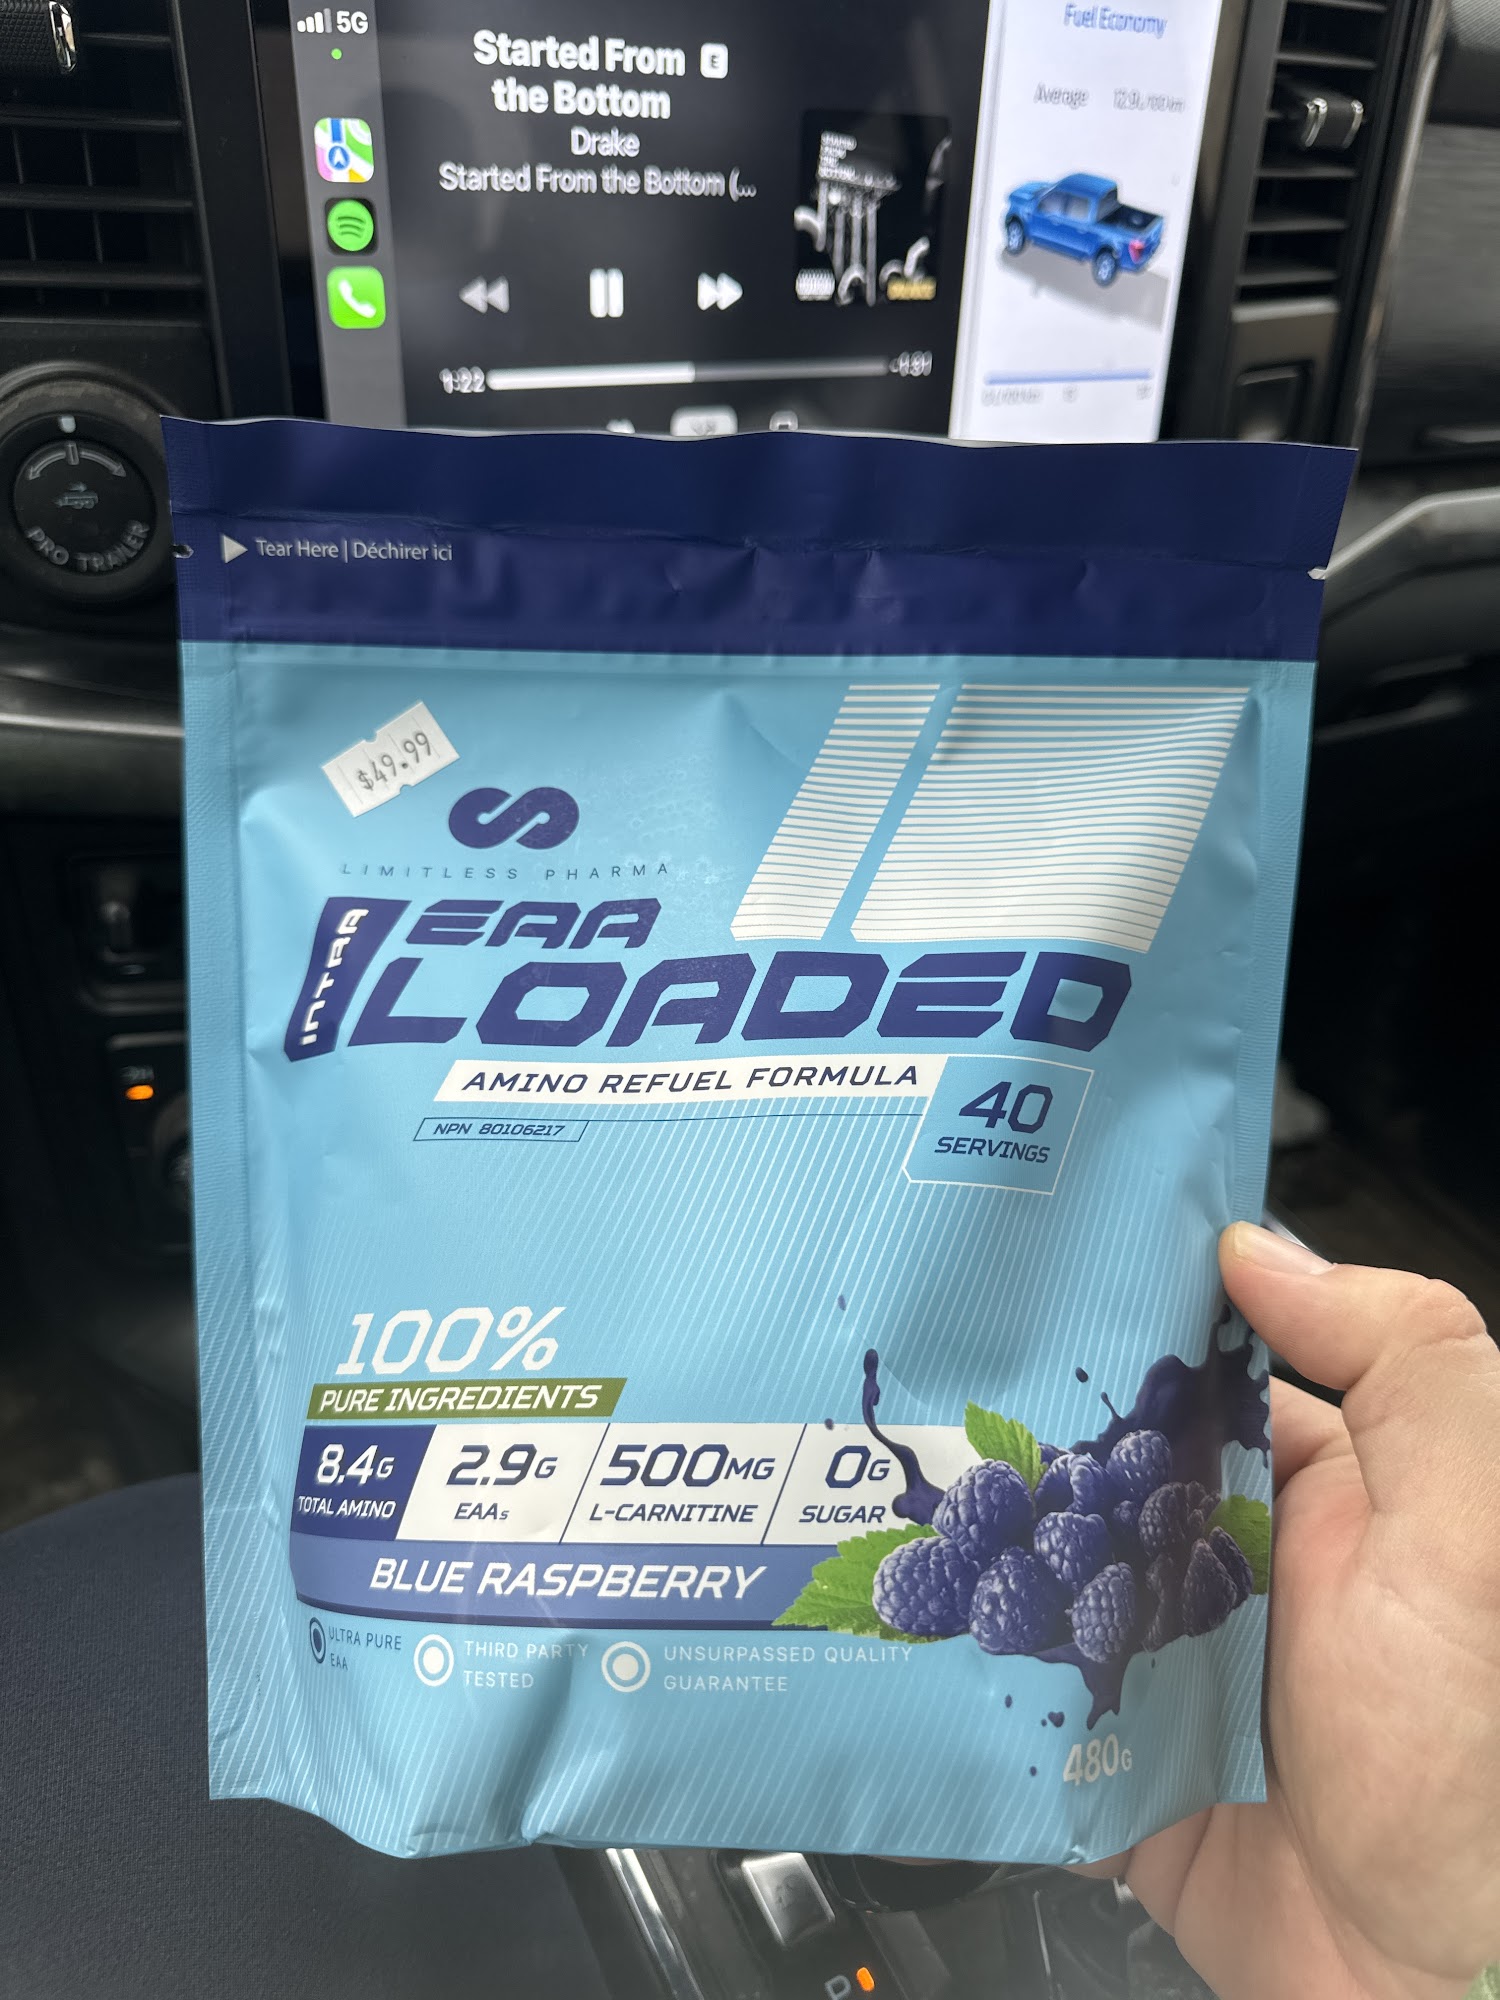 5G
Started From E
the Bottom
Drake
Started From the Bottom (...
1:22
Fuel Economy
Average
PRO TRAILER
Tear Here | Déchirer ici
$49.99
LIMITLESS PHARMA
INTRA
EAA
LOADED
AMINO REFUEL FORMULA
NPN 80106217
40
SERVINGS
100%
PURE INGREDIENTS
8.4G
TOTAL AMINO
2.9G
EAAs
500MG
L-CARNITINE
0G
SUGAR
BLUE RASPBERRY
ULTRA PURE
EAA
THIRD PARTY
TESTED
UNSURPASSED QUALITY
GUARANTEE
480G
D